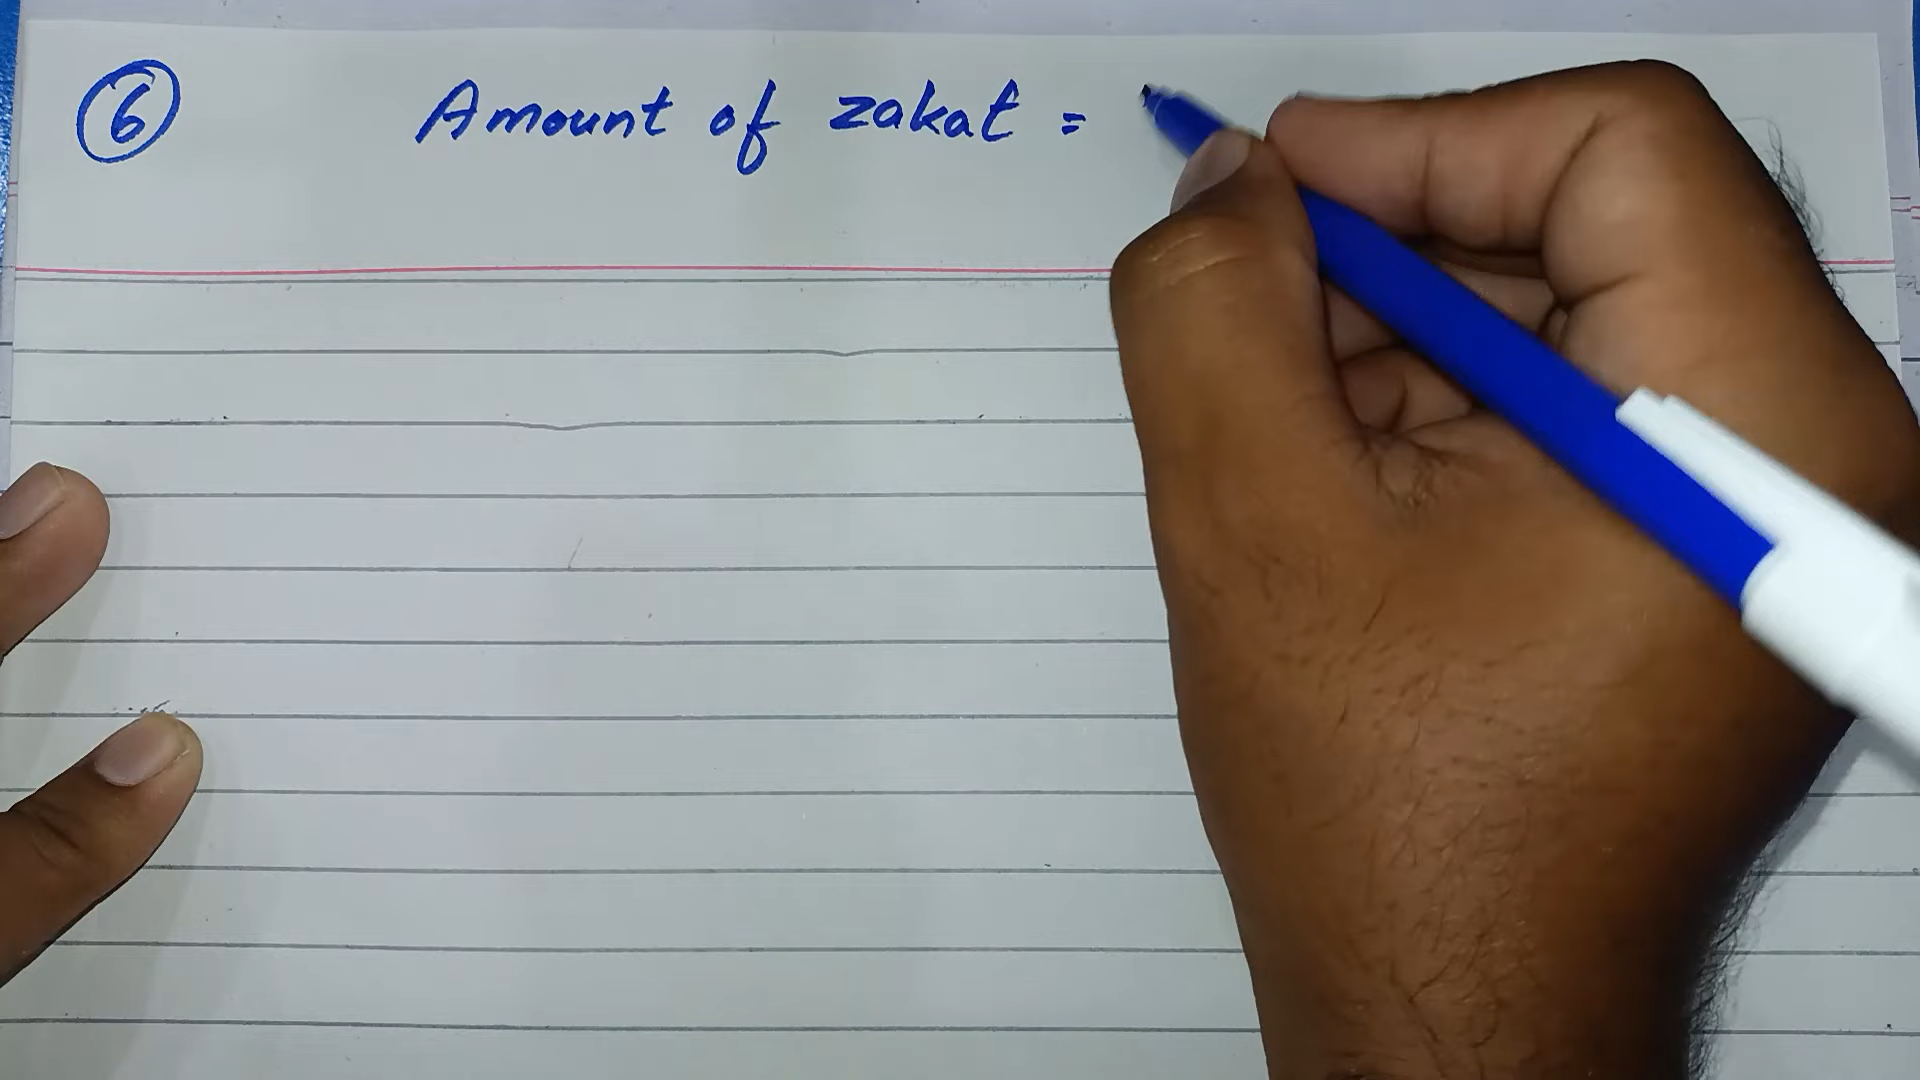 6 Amount of zakat =